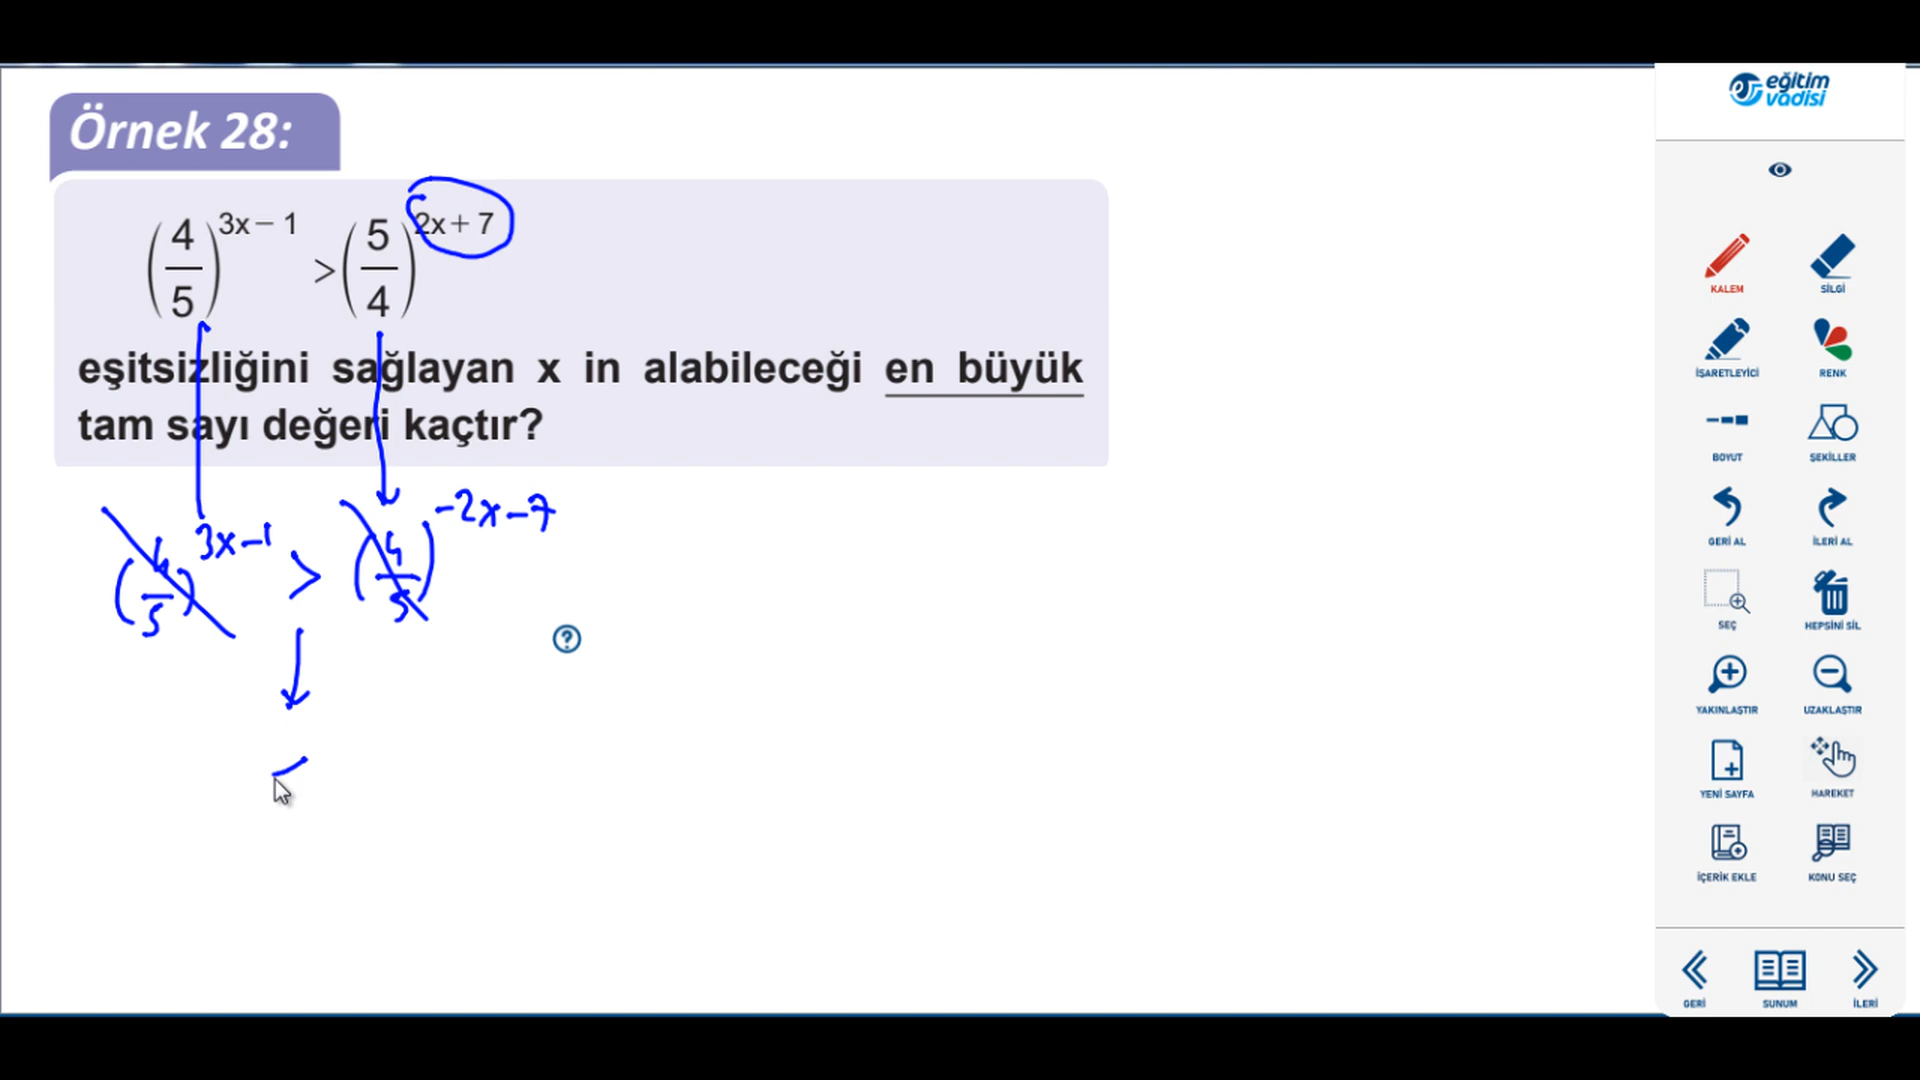 Örnek 28:
(4/5)^{3x − 1} > (5/4)^{2x + 7}
eşitsizliğini sağlayan x in alabileceği en büyük
tam sayı değeri kaçtır?
(4/5)^{3x−1} > (4/5)^{−2x−7}
eğitim
vadisi
KALEM
SİLGİ
İŞARETLEYİCİ
RENK
BOYUT
ŞEKİLLER
GERİ AL
İLERİ AL
SEÇ
HEPSİNİ SİL
YAKINLAŞTIR
UZAKLAŞTIR
YENİ SAYFA
HAREKET
İÇERİK EKLE
KONU SEÇ
GERİ
SUNUM
İLERİ